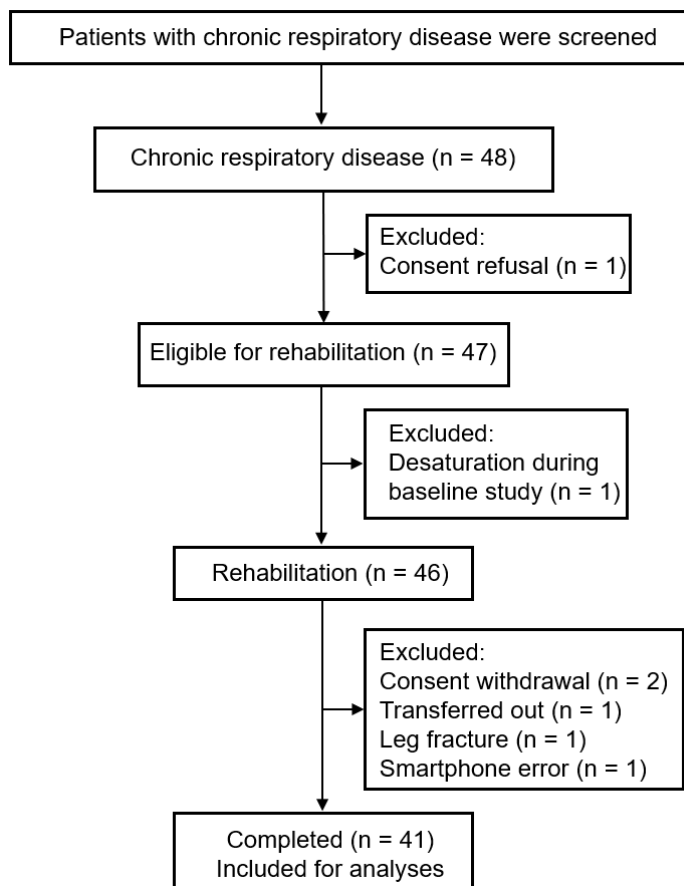 Patients with chronic respiratory disease were screened
Chronic respiratory disease (n = 48)
Excluded:
Consent refusal (n = 1)
Eligible for rehabilitation (n = 47)
Excluded:
Desaturation during
baseline study (n = 1)
Rehabilitation (n = 46)
Excluded:
Consent withdrawal (n = 2)
Transferred out (n = 1)
Leg fracture (n = 1)
Smartphone error (n = 1)
Completed (n = 41)
Included for analyses